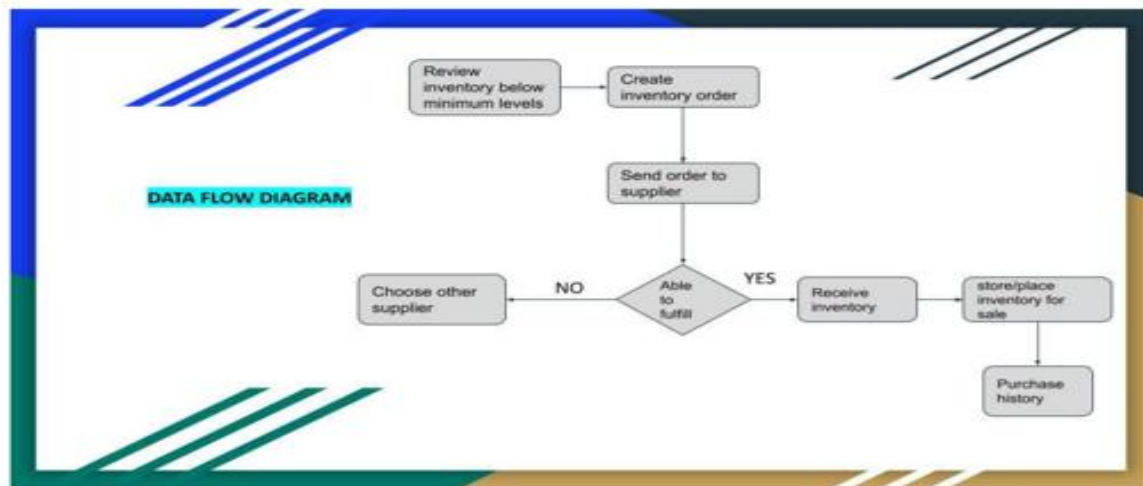 Review
inventory below
minimum levels
Create
inventory order
Send order to
supplier
DATA FLOW DIAGRAM
Able
to
fulfill
NO
YES
Choose other
supplier
Receive
inventory
store/place
inventory for
sale
Purchase
history